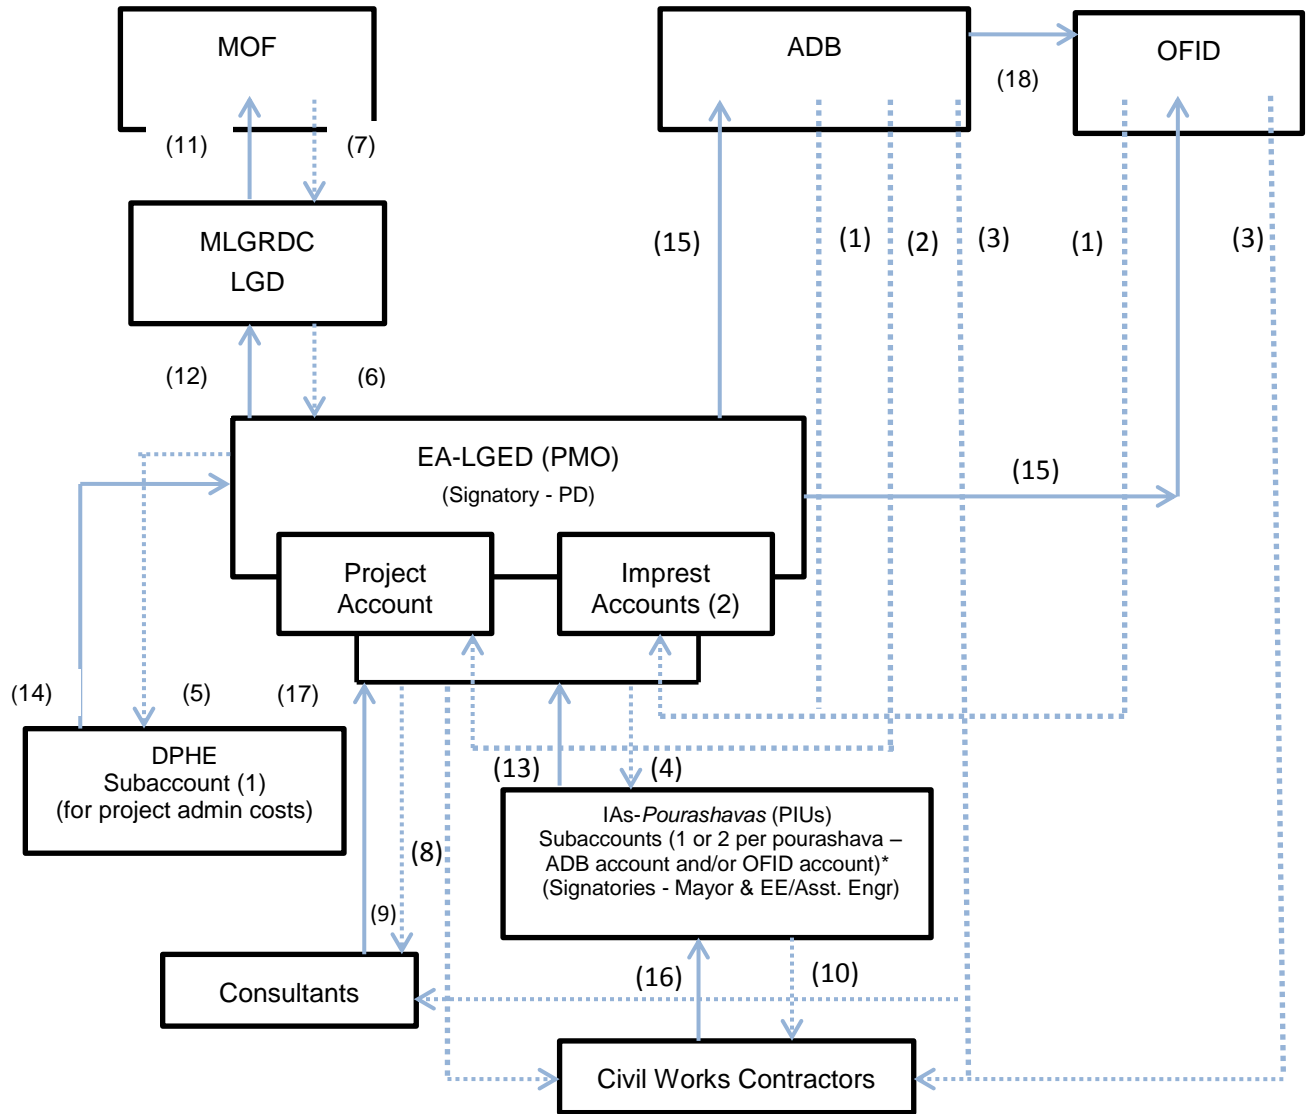 MOF
ADB
OFID
(18)
(11)
(7)
MLGRDC
LGD
(15)
(1)
(2)
(3)
(1)
(3)
(12)
(6)
EA-LGED (PMO)
(Signatory - PD)
(15)
Project
Account
Imprest
Accounts (2)
(14)
(5)
(17)
DPHE
Subaccount (1)
(for project admin costs)
(13)
(4)
IAs-Pourashavas (PIUs)
Subaccounts (1 or 2 per pourashava –
ADB account and/or OFID account)*
(Signatories - Mayor & EE/Asst. Engr)
(8)
(9)
Consultants
(16)
(10)
Civil Works Contractors